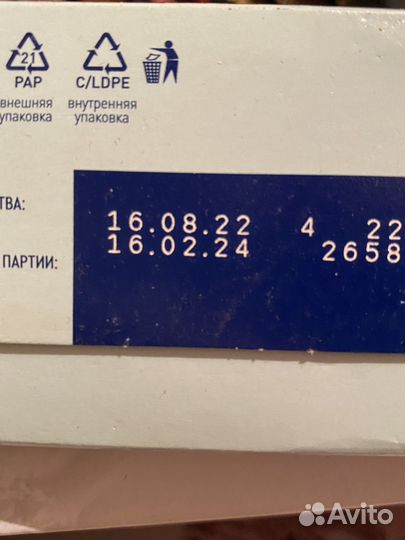 21
PAP C/LDPE
внешняя внутренняя
упаковка упаковка
ТВА:
16.08.22 4 22
16.02.24 2658
ПАРТИИ:
Avito